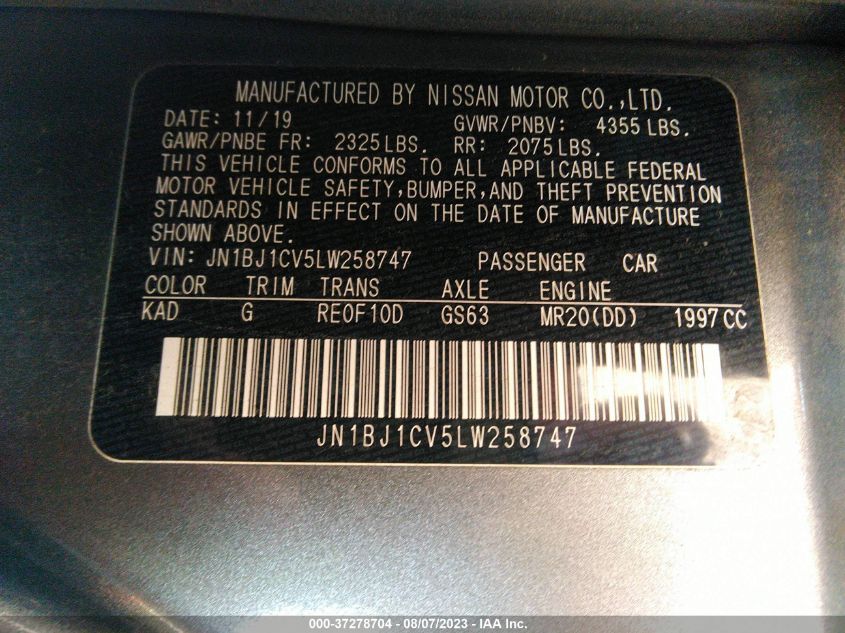 MANUFACTURED BY NISSAN MOTOR CO.,LTD.
DATE: 11/19 GVWR/PNBV: 4355 LBS.
GAWR/PNBE FR: 2325 LBS. RR: 2075 LBS.
THIS VEHICLE CONFORMS TO ALL APPLICABLE FEDERAL
MOTOR VEHICLE SAFETY,BUMPER,AND THEFT PREVENTION
STANDARDS IN EFFECT ON THE DATE OF MANUFACTURE
SHOWN ABOVE.
VIN: JN1BJ1CV5LW258747 PASSENGER CAR
COLOR TRIM TRANS AXLE ENGINE
KAD G RE0F10D GS63 MR20(DD) 1997 CC
JN1BJ1CV5LW258747
000-37278704 - 08/07/2023 - IAA Inc.